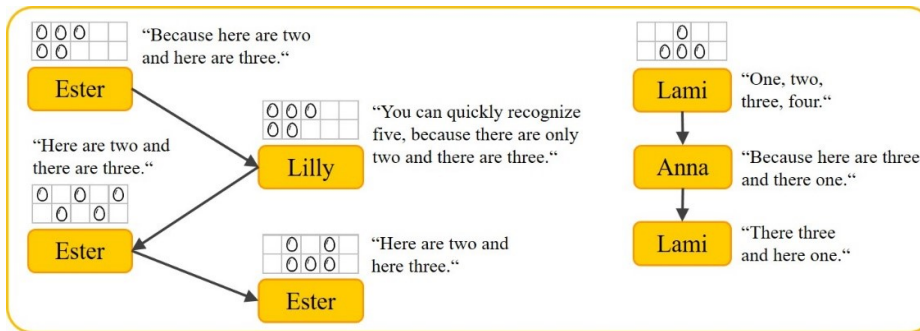 “Because here are two
and here are three.“
Ester
“You can quickly recognize
five, because there are only
two and there are three.“
Lilly
“Here are two and
there are three.“
Ester
“Here are two and
here three.“
Ester
“One, two,
three, four.“
Lami
“Because here are three
and there one.“
Anna
“There three
and here one.“
Lami